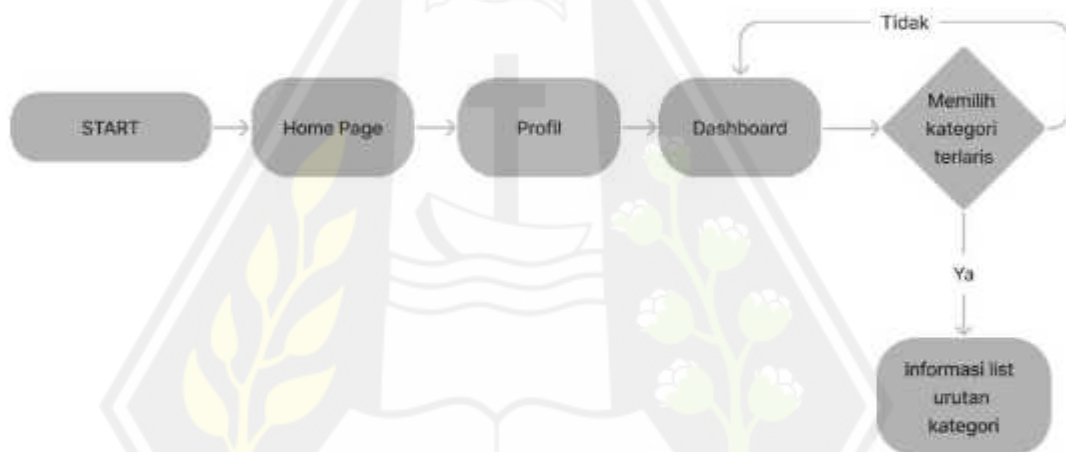 Tidak
START
Home Page
Profil
Dashboard
Memilih
kategori
terlaris
Ya
Informasi list
urutan
kategori